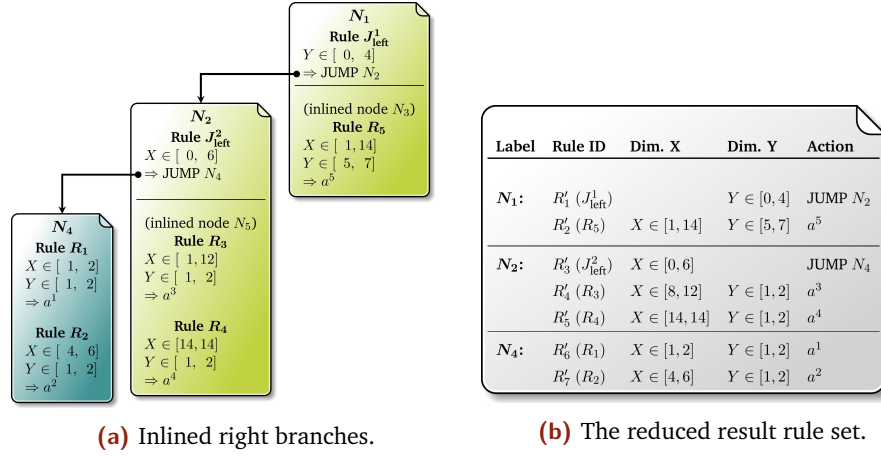 N₁
Rule J¹_left
Y ∈ [ 0, 4]
⇒ JUMP N₂
(inlined node N₃)
Rule R₅
X ∈ [ 1,14]
Y ∈ [ 5, 7]
⇒ a⁵
N₂
Rule J²_left
X ∈ [ 0, 6]
⇒ JUMP N₄
(inlined node N₅)
Rule R₃
X ∈ [ 1,12]
Y ∈ [ 1, 2]
⇒ a³
Rule R₄
X ∈ [14,14]
Y ∈ [ 1, 2]
⇒ a⁴
N₄
Rule R₁
X ∈ [ 1, 2]
Y ∈ [ 1, 2]
⇒ a¹
Rule R₂
X ∈ [ 4, 6]
Y ∈ [ 1, 2]
⇒ a²
(a) Inlined right branches.
Label Rule ID Dim. X Dim. Y Action
N₁: R′₁ (J¹_left) Y ∈ [0,4] JUMP N₂
R′₂ (R₅) X ∈ [1,14] Y ∈ [5,7] a⁵
N₂: R′₃ (J²_left) X ∈ [0,6] JUMP N₄
R′₄ (R₃) X ∈ [8,12] Y ∈ [1,2] a³
R′₅ (R₄) X ∈ [14,14] Y ∈ [1,2] a⁴
N₄: R′₆ (R₁) X ∈ [1,2] Y ∈ [1,2] a¹
R′₇ (R₂) X ∈ [4,6] Y ∈ [1,2] a²
(b) The reduced result rule set.